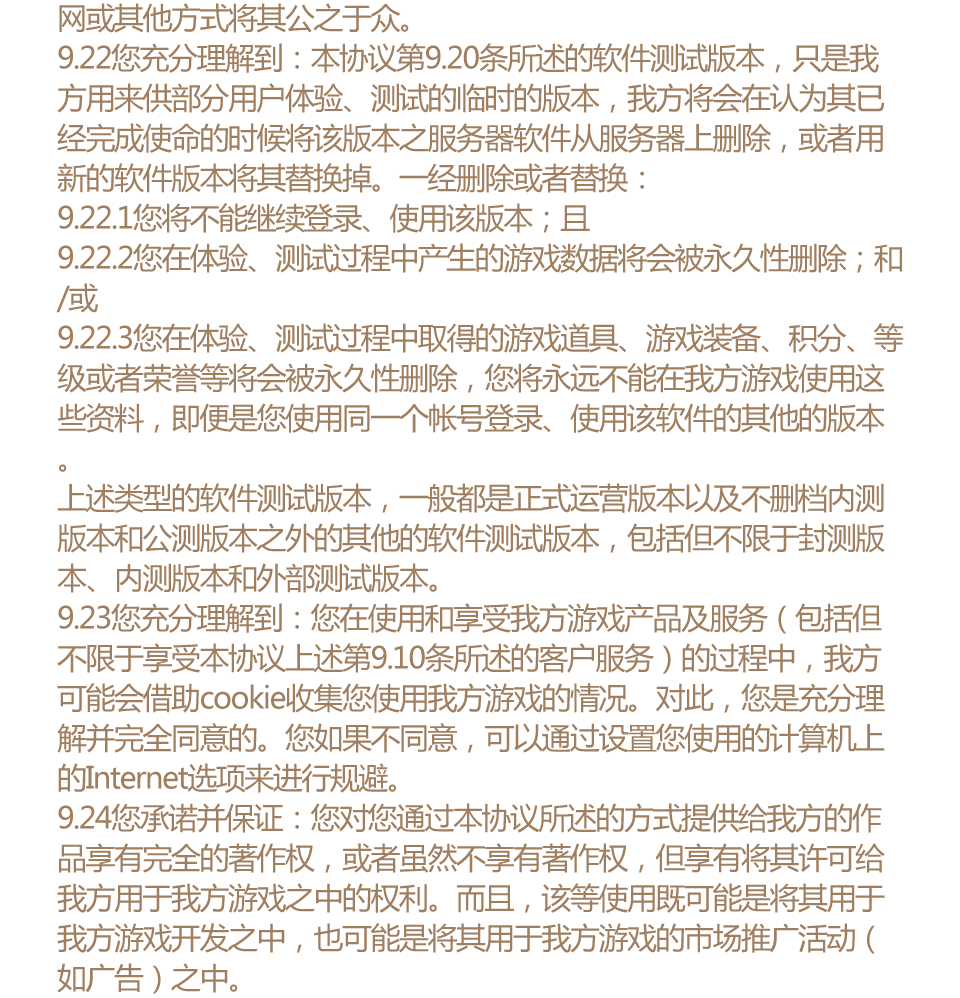 网或其他方式将其公之于众。
9.22您充分理解到：本协议第9.20条所述的软件测试版本，只是我
方用来供部分用户体验、测试的临时的版本，我方将会在认为其已
经完成使命的时候将该版本之服务器软件从服务器上删除，或者用
新的软件版本将其替换掉。一经删除或者替换：
9.22.1您将不能继续登录、使用该版本；且
9.22.2您在体验、测试过程中产生的游戏数据将会被永久性删除；和
/或
9.22.3您在体验、测试过程中取得的游戏道具、游戏装备、积分、等
级或者荣誉等将会被永久性删除，您将永远不能在我方游戏使用这
些资料，即便是您使用同一个帐号登录、使用该软件的其他的版本
。
上述类型的软件测试版本，一般都是正式运营版本以及不删档内测
版本和公测版本之外的其他的软件测试版本，包括但不限于封测版
本、内测版本和外部测试版本。
9.23您充分理解到：您在使用和享受我方游戏产品及服务（包括但
不限于享受本协议上述第9.10条所述的客户服务）的过程中，我方
可能会借助cookie收集您使用我方游戏的情况。对此，您是充分理
解并完全同意的。您如果不同意，可以通过设置您使用的计算机上
的Internet选项来进行规避。
9.24您承诺并保证：您对您通过本协议所述的方式提供给我方的作
品享有完全的著作权，或者虽然不享有著作权，但享有将其许可给
我方用于我方游戏之中的权利。而且，该等使用既可能是将其用于
我方游戏开发之中，也可能是将其用于我方游戏的市场推广活动（
如广告）之中。